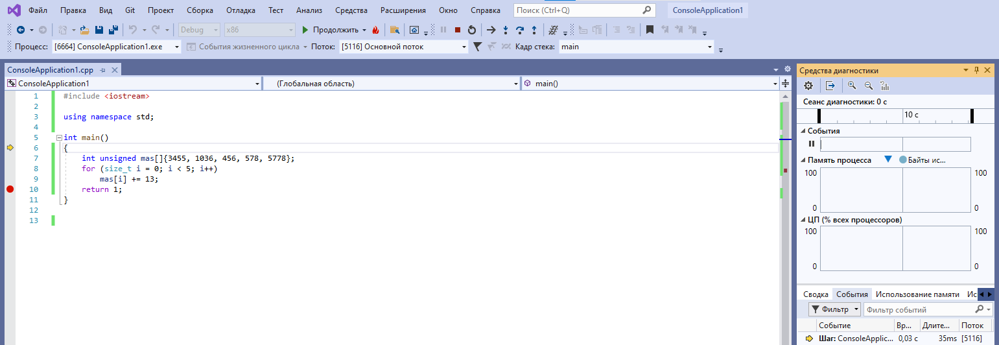 Файл Правка Вид Git Проект Сборка Отладка Тест Анализ Средства Расширения Окно Справка Поиск (Ctrl+Q) ConsoleApplication1
Debug x86 Продолжить
Процесс: [6664] ConsoleApplication1.exe События жизненного цикла Поток: [5116] Основной поток Кадр стека: main
ConsoleApplication1.cpp
ConsoleApplication1 (Глобальная область) main()
1 #include <iostream>
2
3 using namespace std;
4
5 int main()
6 {
7 int unsigned mas[]{3455, 1036, 456, 578, 5778};
8 for (size_t i = 0; i < 5; i++)
9 mas[i] += 13;
10 return 1;
11 }
12
13
Средства диагностики
Сеанс диагностики: 0 с
10 с
События
Память процесса Байты ис...
100 100
0 0
ЦП (% всех процессоров)
100 100
0 0
Сводка События Использование памяти Ис
Фильтр Фильтр событий
Событие Вр... Длите... Поток
Шаг: ConsoleApplic... 0,03 с 35ms [5116]